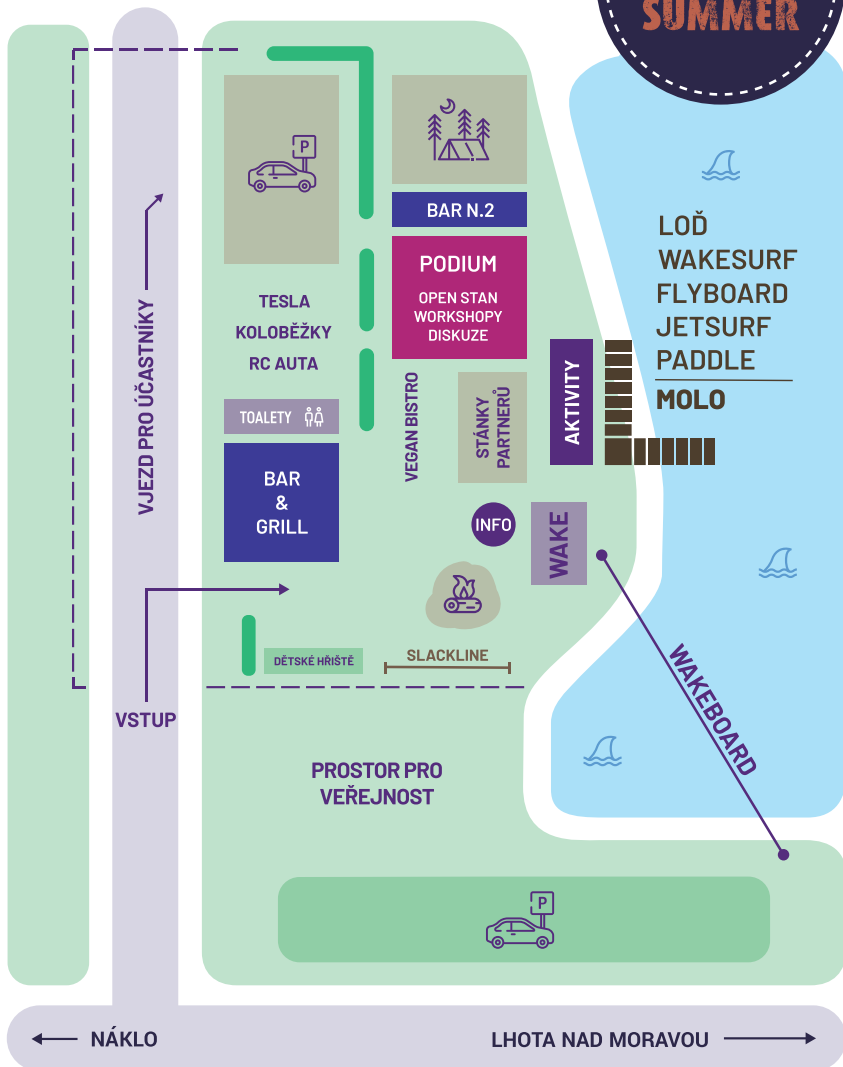 SUMMER
P
BAR N.2
PODIUM
OPEN STAN
WORKSHOPY
DISKUZE
LOĎ
WAKESURF
FLYBOARD
JETSURF
PADDLE
MOLO
TESLA
KOLOBĚŽKY
RC AUTA
VJEZD PRO ÚČASTNÍKY
TOALETY
VEGAN BISTRO
STÁNKY
PARTNERŮ
AKTIVITY
BAR
&
GRILL
INFO
WAKE
DĚTSKÉ HŘIŠTĚ
SLACKLINE
WAKEBOARD
VSTUP
PROSTOR PRO
VEŘEJNOST
P
NÁKLO
LHOTA NAD MORAVOU